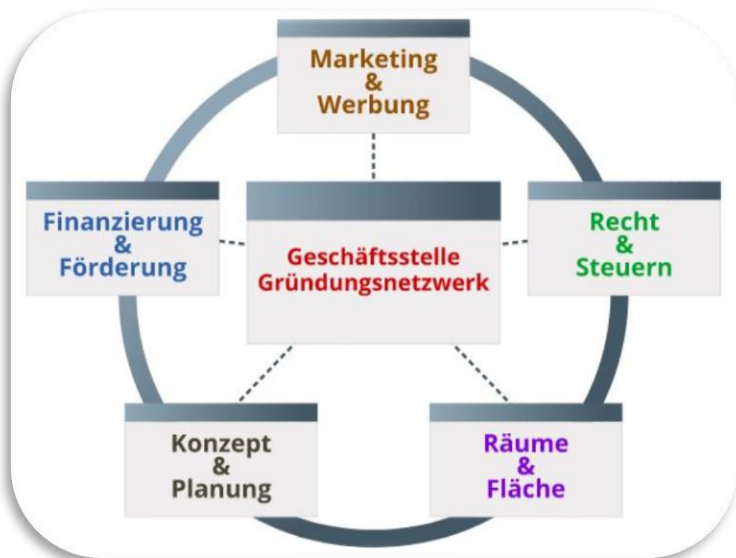 Marketing
&
Werbung
Finanzierung
&
Förderung
Geschäftsstelle
Gründungsnetzwerk
Recht
&
Steuern
Konzept
&
Planung
Räume
&
Fläche